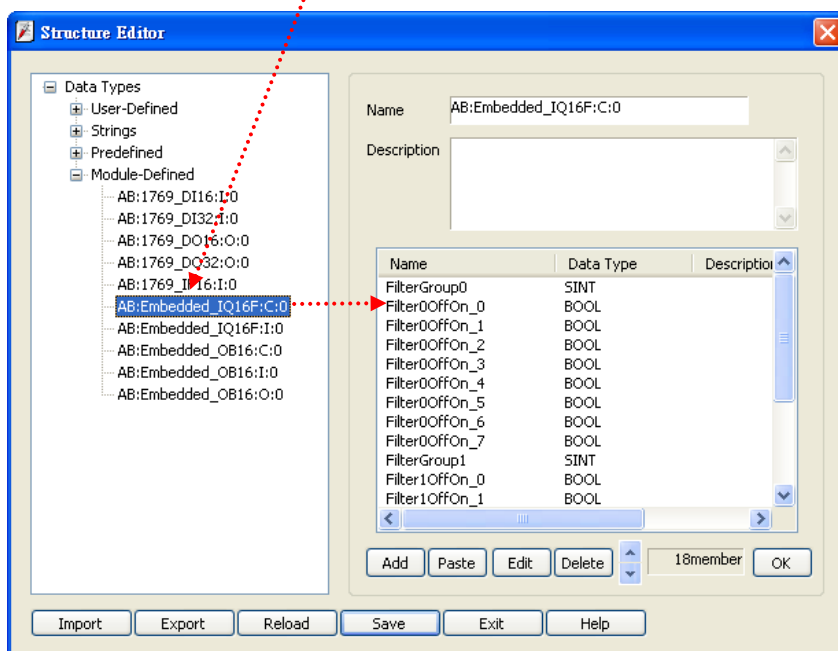 Structure Editor
Data Types
User-Defined
Strings
Predefined
Module-Defined
AB:1769_DI16:I:0
AB:1769_DI32:I:0
AB:1769_DO16:O:0
AB:1769_DO32:O:0
AB:1769_IF16:I:0
AB:Embedded_IQ16F:C:0
AB:Embedded_IQ16F:I:0
AB:Embedded_OB16:C:0
AB:Embedded_OB16:I:0
AB:Embedded_OB16:O:0
Name AB:Embedded_IQ16F:C:0
Description
Name Data Type Description
FilterGroup0 SINT
Filter0OffOn_0 BOOL
Filter0OffOn_1 BOOL
Filter0OffOn_2 BOOL
Filter0OffOn_3 BOOL
Filter0OffOn_4 BOOL
Filter0OffOn_5 BOOL
Filter0OffOn_6 BOOL
Filter0OffOn_7 BOOL
FilterGroup1 SINT
Filter1OffOn_0 BOOL
Filter1OffOn_1 BOOL
Add Paste Edit Delete 18member OK
Import Export Reload Save Exit Help